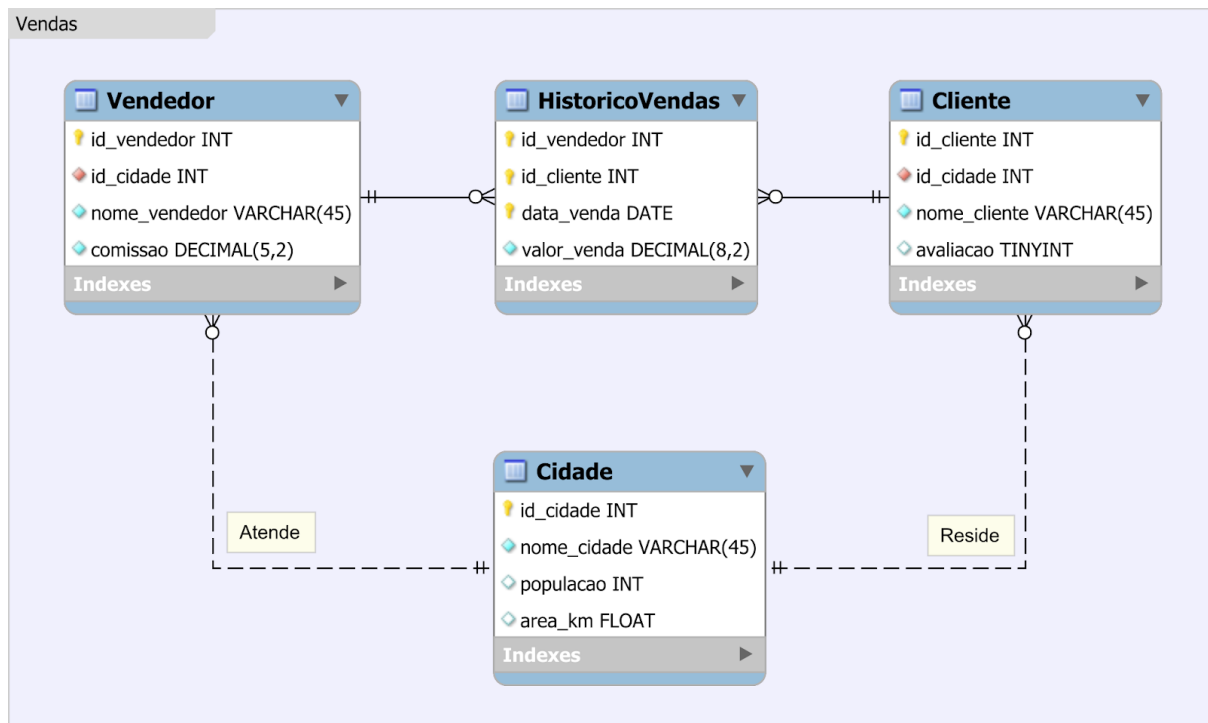 Vendas
Vendedor
id_vendedor INT
id_cidade INT
nome_vendedor VARCHAR(45)
comissao DECIMAL(5,2)
Indexes
HistoricoVendas
id_vendedor INT
id_cliente INT
data_venda DATE
valor_venda DECIMAL(8,2)
Indexes
Cliente
id_cliente INT
id_cidade INT
nome_cliente VARCHAR(45)
avaliacao TINYINT
Indexes
Atende
Cidade
id_cidade INT
nome_cidade VARCHAR(45)
populacao INT
area_km FLOAT
Indexes
Reside